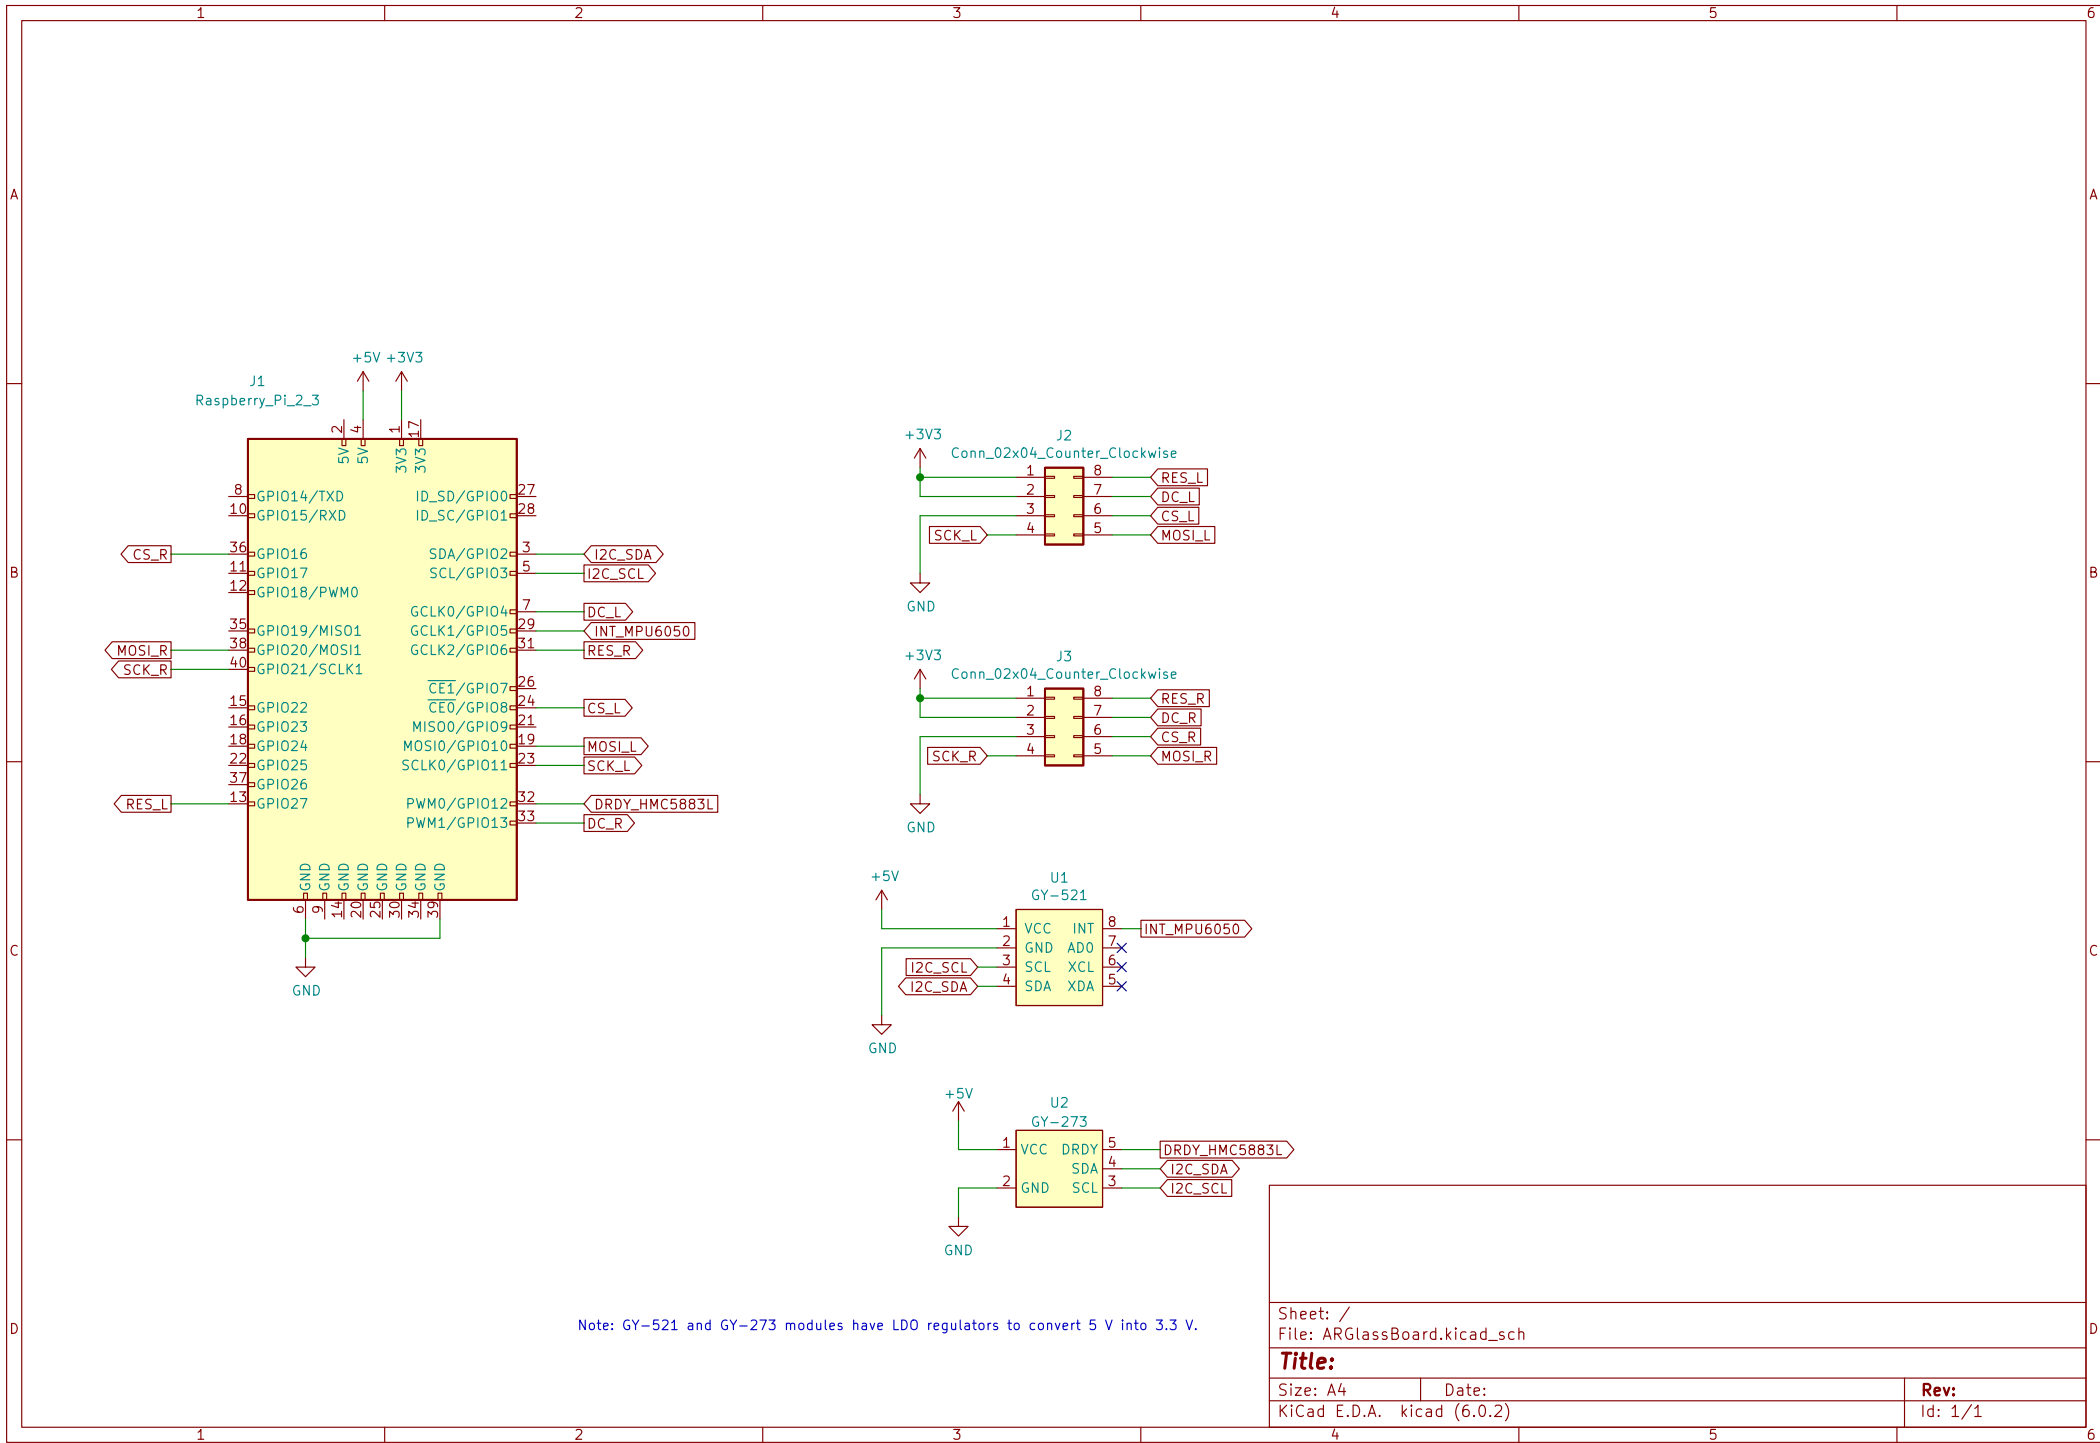 1 2 3 4 5 6
A A
B B
C C
D D
+5V +3V3
J1
Raspberry_Pi_2_3
2 4 1 17
5V 5V 3V3 3V3
8 GPIO14/TXD ID_SD/GPIO0 27
10 GPIO15/RXD ID_SC/GPIO1 28
CS_R 36 GPIO16 SDA/GPIO2 3 I2C_SDA
11 GPIO17 SCL/GPIO3 5 I2C_SCL
12 GPIO18/PWM0
GCLK0/GPIO4 7 DC_L
35 GPIO19/MISO1 GCLK1/GPIO5 29 INT_MPU6050
MOSI_R 38 GPIO20/MOSI1 GCLK2/GPIO6 31 RES_R
SCK_R 40 GPIO21/SCLK1
CE1/GPIO7 26
15 GPIO22 CE0/GPIO8 24 CS_L
16 GPIO23 MISO0/GPIO9 21
18 GPIO24 MOSI0/GPIO10 19 MOSI_L
22 GPIO25 SCLK0/GPIO11 23 SCK_L
37 GPIO26
RES_L 13 GPIO27 PWM0/GPIO12 32 DRDY_HMC5883L
PWM1/GPIO13 33 DC_R
GND GND GND GND GND GND GND GND
6 9 14 20 25 30 34 39
GND
+3V3 J2
Conn_02x04_Counter_Clockwise
1 8 RES_L
2 7 DC_L
3 6 CS_L
SCK_L 4 5 MOSI_L
GND
+3V3 J3
Conn_02x04_Counter_Clockwise
1 8 RES_R
2 7 DC_R
3 6 CS_R
SCK_R 4 5 MOSI_R
GND
+5V U1
GY-521
1 VCC INT 8 INT_MPU6050
2 GND AD0 7
I2C_SCL 3 SCL XCL 6
I2C_SDA 4 SDA XDA 5
GND
+5V U2
GY-273
1 VCC DRDY 5 DRDY_HMC5883L
SDA 4 I2C_SDA
2 GND SCL 3 I2C_SCL
GND
Note: GY-521 and GY-273 modules have LDO regulators to convert 5 V into 3.3 V.
Sheet: /
File: ARGlassBoard.kicad_sch
Title:
Size: A4 Date: Rev:
KiCad E.D.A. kicad (6.0.2) Id: 1/1
1 2 3 4 5 6